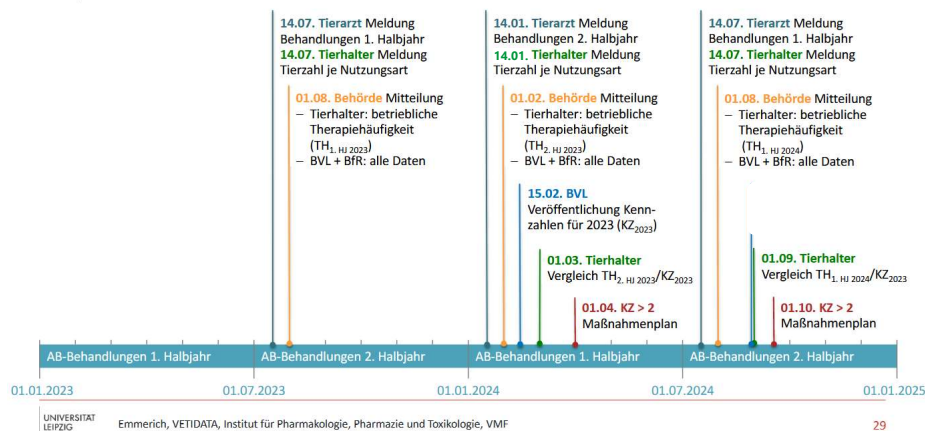 14.07. Tierarzt Meldung
Behandlungen 1. Halbjahr
14.07. Tierhalter Meldung
Tierzahl je Nutzungsart
01.08. Behörde Mitteilung
– Tierhalter: betriebliche
Therapiehäufigkeit
(TH1. HJ 2023)
– BVL + BfR: alle Daten
14.01. Tierarzt Meldung
Behandlungen 2. Halbjahr
14.01. Tierhalter Meldung
Tierzahl je Nutzungsart
01.02. Behörde Mitteilung
– Tierhalter: betriebliche
Therapiehäufigkeit
(TH2. HJ 2023)
– BVL + BfR: alle Daten
15.02. BVL
Veröffentlichung Kenn-
zahlen für 2023 (KZ2023)
01.03. Tierhalter
Vergleich TH2. HJ 2023/KZ2023
01.04. KZ > 2
Maßnahmenplan
14.07. Tierarzt Meldung
Behandlungen 1. Halbjahr
14.07. Tierhalter Meldung
Tierzahl je Nutzungsart
01.08. Behörde Mitteilung
– Tierhalter: betriebliche
Therapiehäufigkeit
(TH1. HJ 2024)
– BVL + BfR: alle Daten
01.09. Tierhalter
Vergleich TH1. HJ 2024/KZ2023
01.10. KZ > 2
Maßnahmenplan
AB-Behandlungen 1. Halbjahr
AB-Behandlungen 2. Halbjahr
AB-Behandlungen 1. Halbjahr
AB-Behandlungen 2. Halbjahr
01.01.2023
01.07.2023
01.01.2024
01.07.2024
01.01.2025
UNIVERSITÄT
LEIPZIG
Emmerich, VETIDATA, Institut für Pharmakologie, Pharmazie und Toxikologie, VMF
29